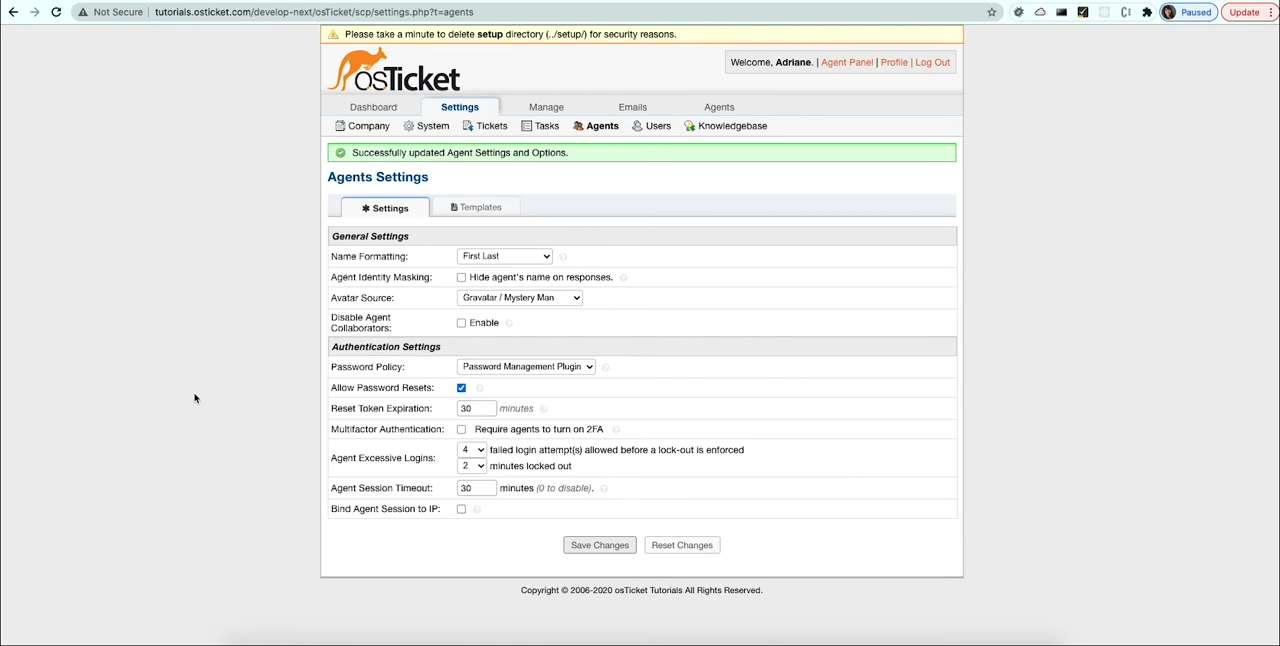 Not Secure | tutorials.osticket.com/develop-next/osTicket/scp/settings.php?t=agents
Paused
Update
Please take a minute to delete setup directory (../setup/) for security reasons.
osTicket
Welcome, Adriane. | Agent Panel | Profile | Log Out
Dashboard Settings Manage Emails Agents
Company System Tickets Tasks Agents Users Knowledgebase
Successfully updated Agent Settings and Options.
Agents Settings
Settings Templates
General Settings
Name Formatting: First Last
Agent Identity Masking: Hide agent's name on responses.
Avatar Source: Gravatar / Mystery Man
Disable Agent
Collaborators: Enable
Authentication Settings
Password Policy: Password Management Plugin
Allow Password Resets:
Reset Token Expiration: 30 minutes
Multifactor Authentication: Require agents to turn on 2FA
Agent Excessive Logins: 4 failed login attempt(s) allowed before a lock-out is enforced
2 minutes locked out
Agent Session Timeout: 30 minutes (0 to disable).
Bind Agent Session to IP:
Save Changes Reset Changes
Copyright © 2006-2020 osTicket Tutorials All Rights Reserved.